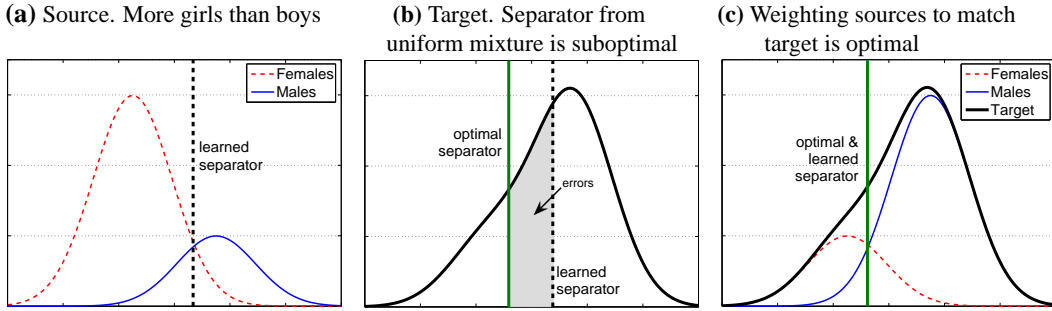 (a) Source. More girls than boys
Females
Males
learned
separator
(b) Target. Separator from
uniform mixture is suboptimal
optimal
separator
errors
learned
separator
(c) Weighting sources to match
target is optimal
Females
Males
Target
optimal &
learned
separator